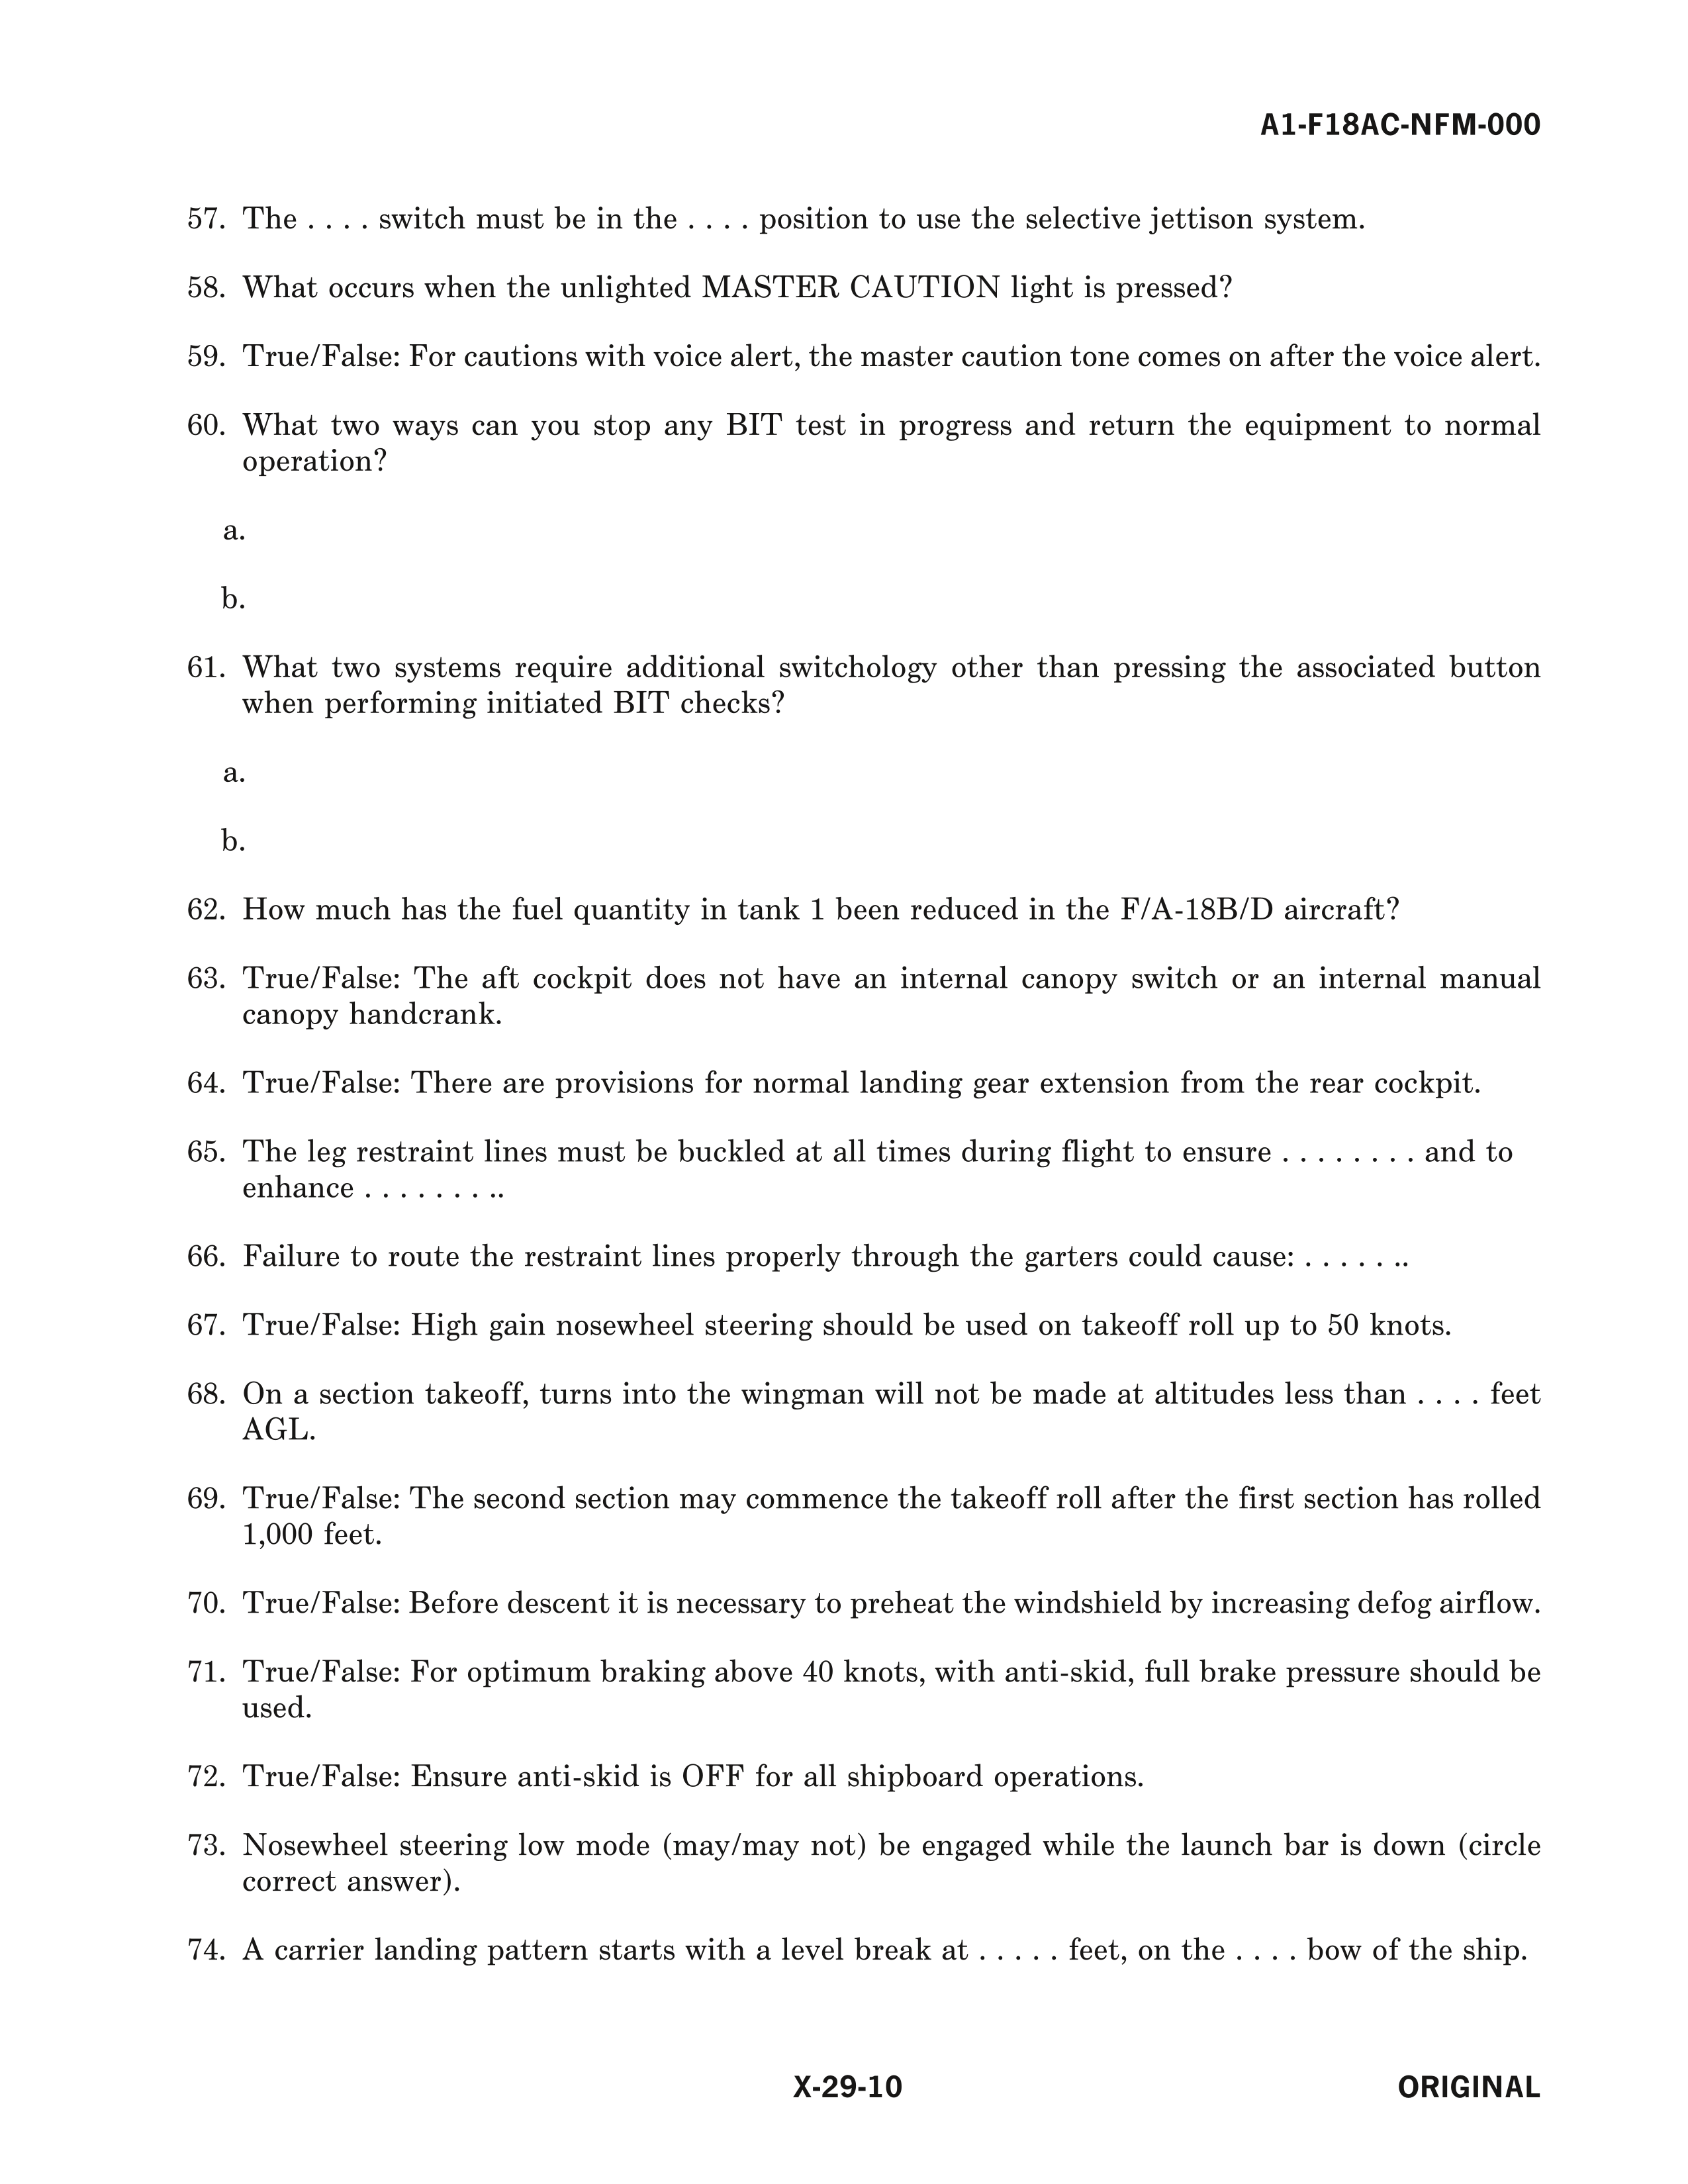 A1-F18AC-NFM-000
57. The . . . . switch must be in the . . . . position to use the selective jettison system.
58. What occurs when the unlighted MASTER CAUTION light is pressed?
59. True/False: For cautions with voice alert, the master caution tone comes on after the voice alert.
60. What two ways can you stop any BIT test in progress and return the equipment to normal
operation?
a.
b.
61. What two systems require additional switchology other than pressing the associated button
when performing initiated BIT checks?
a.
b.
62. How much has the fuel quantity in tank 1 been reduced in the F/A-18B/D aircraft?
63. True/False: The aft cockpit does not have an internal canopy switch or an internal manual
canopy handcrank.
64. True/False: There are provisions for normal landing gear extension from the rear cockpit.
65. The leg restraint lines must be buckled at all times during flight to ensure . . . . . . . . and to
enhance . . . . . . . ..
66. Failure to route the restraint lines properly through the garters could cause: . . . . . ..
67. True/False: High gain nosewheel steering should be used on takeoff roll up to 50 knots.
68. On a section takeoff, turns into the wingman will not be made at altitudes less than . . . . feet
AGL.
69. True/False: The second section may commence the takeoff roll after the first section has rolled
1,000 feet.
70. True/False: Before descent it is necessary to preheat the windshield by increasing defog airflow.
71. True/False: For optimum braking above 40 knots, with anti-skid, full brake pressure should be
used.
72. True/False: Ensure anti-skid is OFF for all shipboard operations.
73. Nosewheel steering low mode (may/may not) be engaged while the launch bar is down (circle
correct answer).
74. A carrier landing pattern starts with a level break at . . . . . feet, on the . . . . bow of the ship.
X-29-10
ORIGINAL